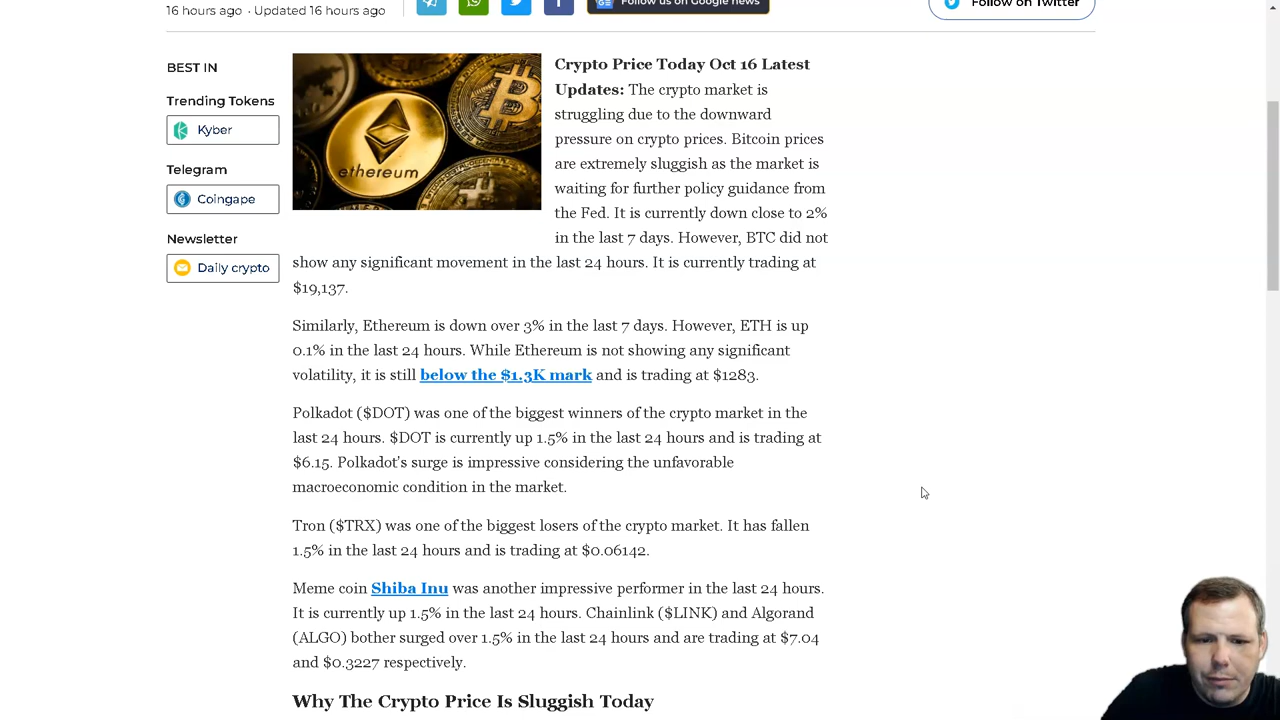 16 hours ago · Updated 16 hours ago
Follow us on Google news
Follow on Twitter
BEST IN
Trending Tokens
Kyber
Telegram
Coingape
Newsletter
Daily crypto
ethereum
Crypto Price Today Oct 16 Latest
Updates: The crypto market is
struggling due to the downward
pressure on crypto prices. Bitcoin prices
are extremely sluggish as the market is
waiting for further policy guidance from
the Fed. It is currently down close to 2%
in the last 7 days. However, BTC did not
show any significant movement in the last 24 hours. It is currently trading at
$19,137.
Similarly, Ethereum is down over 3% in the last 7 days. However, ETH is up
0.1% in the last 24 hours. While Ethereum is not showing any significant
volatility, it is still below the $1.3K mark and is trading at $1283.
Polkadot ($DOT) was one of the biggest winners of the crypto market in the
last 24 hours. $DOT is currently up 1.5% in the last 24 hours and is trading at
$6.15. Polkadot's surge is impressive considering the unfavorable
macroeconomic condition in the market.
Tron ($TRX) was one of the biggest losers of the crypto market. It has fallen
1.5% in the last 24 hours and is trading at $0.06142.
Meme coin Shiba Inu was another impressive performer in the last 24 hours.
It is currently up 1.5% in the last 24 hours. Chainlink ($LINK) and Algorand
(ALGO) bother surged over 1.5% in the last 24 hours and are trading at $7.04
and $0.3227 respectively.
Why The Crypto Price Is Sluggish Today